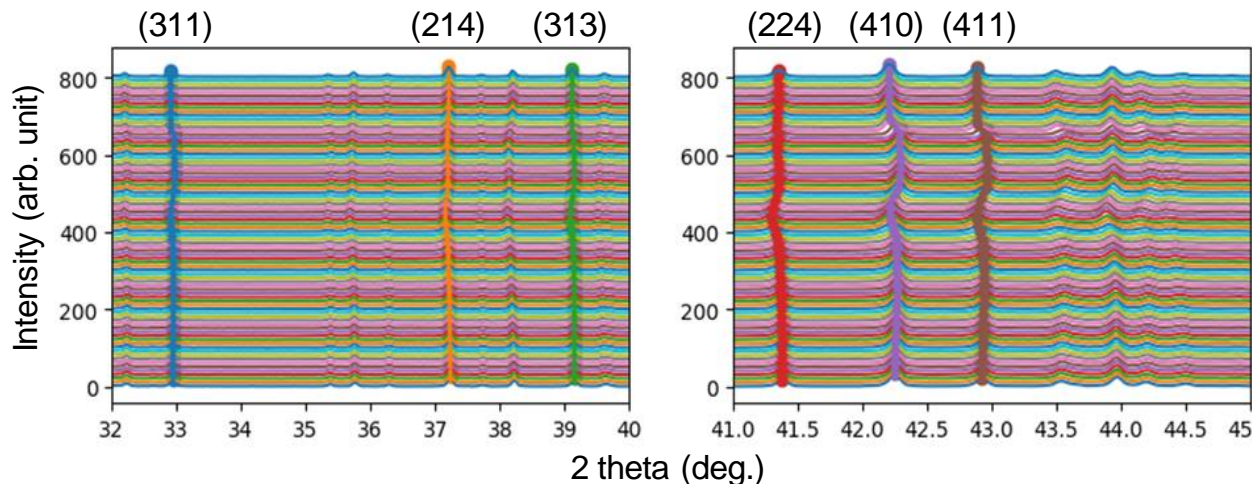 (311) (214) (313) (224) (410) (411)
800
600
400
200
0
Intensity (arb. unit)
32 33 34 35 36 37 38 39 40
41.0 41.5 42.0 42.5 43.0 43.5 44.0 44.5 45
2 theta (deg.)